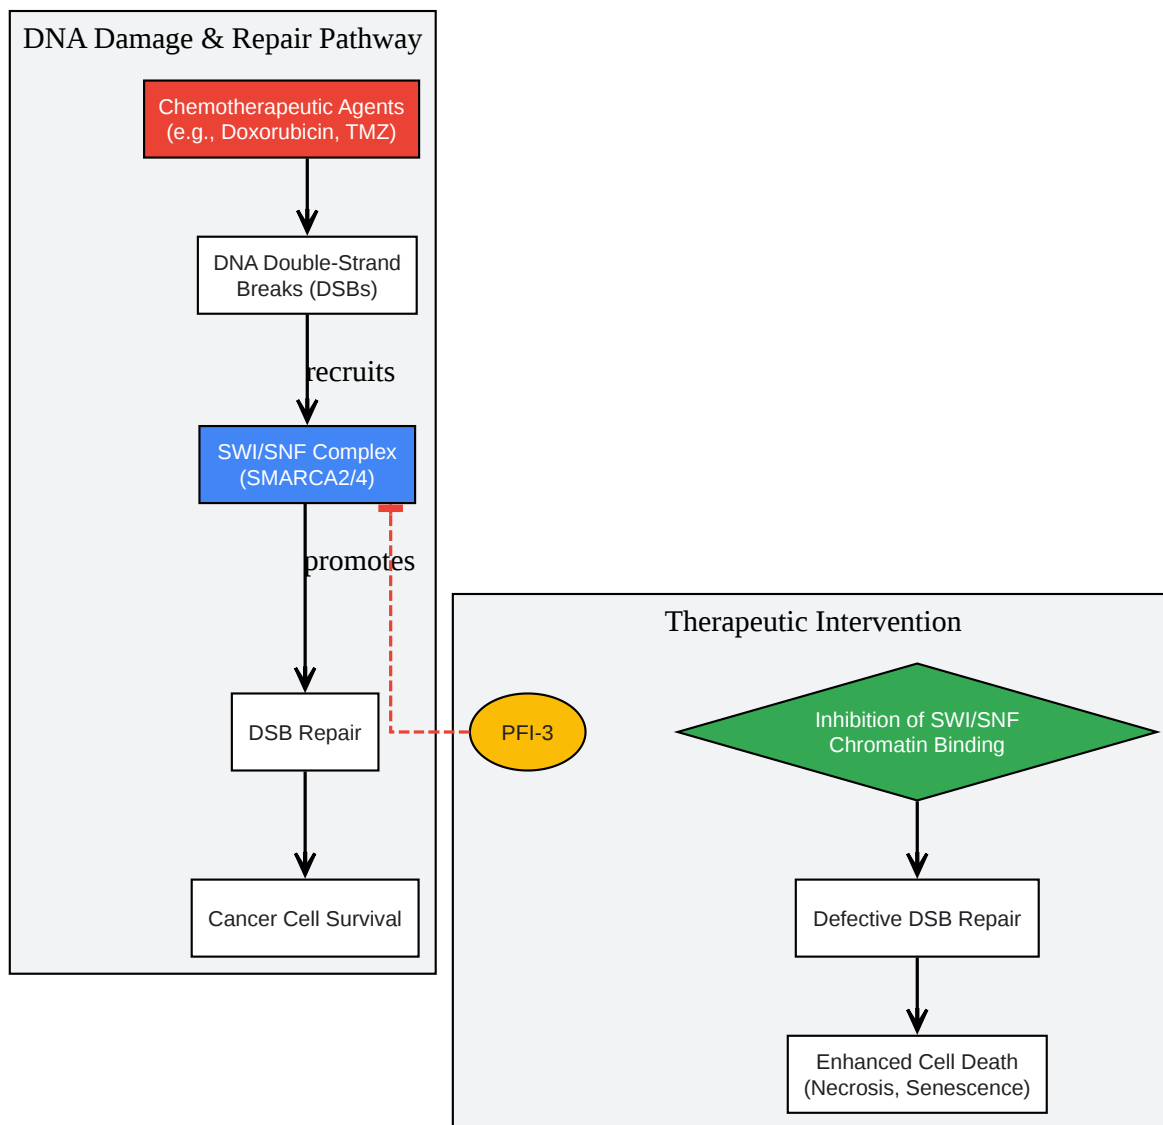 DNA Damage & Repair Pathway
Chemotherapeutic Agents
(e.g., Doxorubicin, TMZ)
DNA Double-Strand
Breaks (DSBs)
recruits
SWI/SNF Complex
(SMARCA2/4)
promotes
DSB Repair
Cancer Cell Survival
Therapeutic Intervention
PFI-3
Inhibition of SWI/SNF
Chromatin Binding
Defective DSB Repair
Enhanced Cell Death
(Necrosis, Senescence)